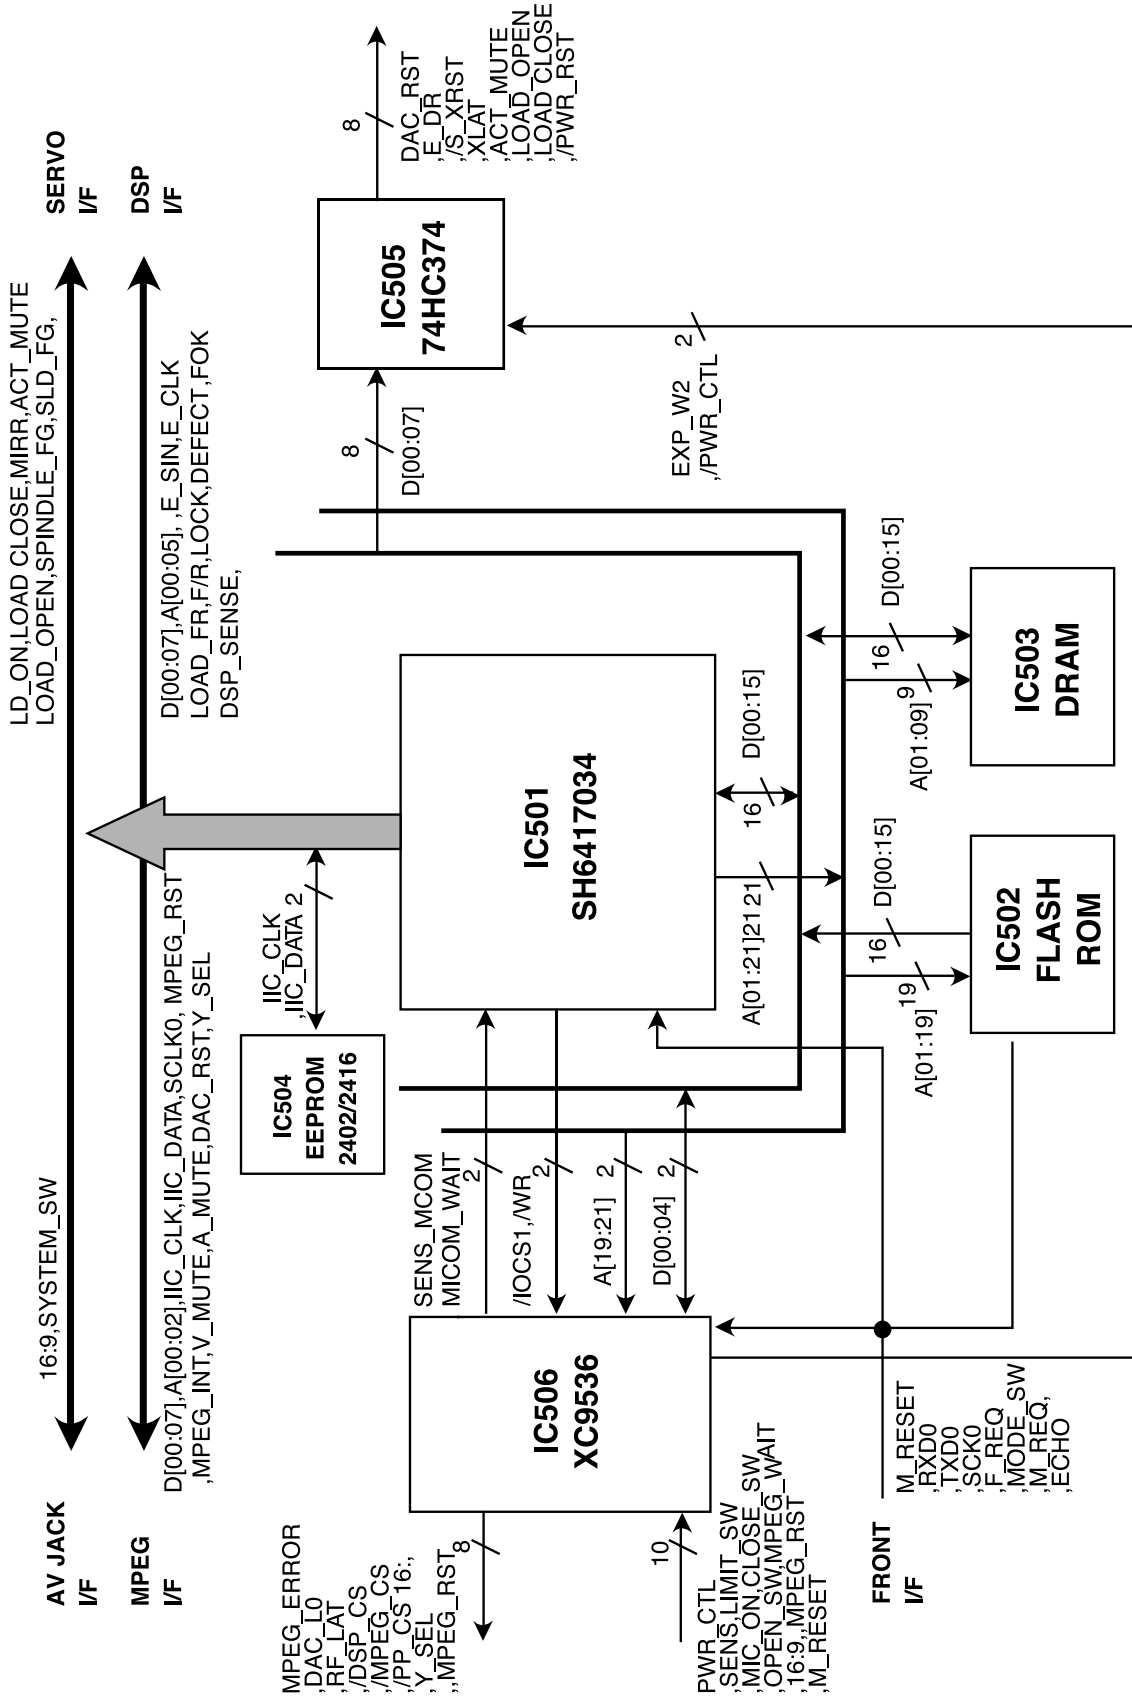 AV JACK
I/F
16:9,SYSTEM_SW
LD_ON,LOAD CLOSE,MIRR,ACT_MUTE
LOAD_OPEN,SPINDLE_FG,SLD_FG,
SERVO
I/F
MPEG
I/F
D[00:07],A[00:02],IIC_CLK,IIC_DATA,SCLK0, MPEG_RST
,MPEG_INT,V_MUTE,A_MUTE,DAC_RST,Y_SEL
D[00:07],A[00:05], ,E_SIN,E_CLK
LOAD_FR,F/R,LOCK,DEFECT,FOK
DSP_SENSE,
DSP
I/F
IC504
EEPROM
2402/2416
IIC_CLK
,IIC_DATA 2
MPEG_ERROR
,DAC_L0
,RF_LAT
,/DSP_CS
,/MPEG_CS
,/PP_CS 16:,
,Y_SEL
,,MPEG_RST
8
IC506
XC9536
SENS_MCOM
MICOM_WAIT
2
/IOCS1,/WR
2
A[19:21]
2
D[00:04]
2
IC501
SH6417034
A[01:21]21 21
16
D[00:15]
8
D[00:07]
IC505
74HC374
8
DAC_RST
,E_DR
,/S_XRST
,XLAT
,ACT_MUTE
,LOAD_OPEN
,LOAD CLOSE
,/PWR_RST
EXP_W2
,/PWR_CTL
2
10
PWR_CTL
,SENS,LIMIT_SW
,MIC_ON,CLOSE_SW
,OPEN_SW,MPEG_WAIT
,16:9,,MPEG_RST
,M_RESET
FRONT
I/F
M_RESET
,RXD0
,TXD0
,SCK0
,F_REQ
,MODE_SW
,M_REQ,
,ECHO
A[01:19]
19
16
D[00:15]
IC502
FLASH
ROM
A[01:09]
9
16
D[00:15]
IC503
DRAM